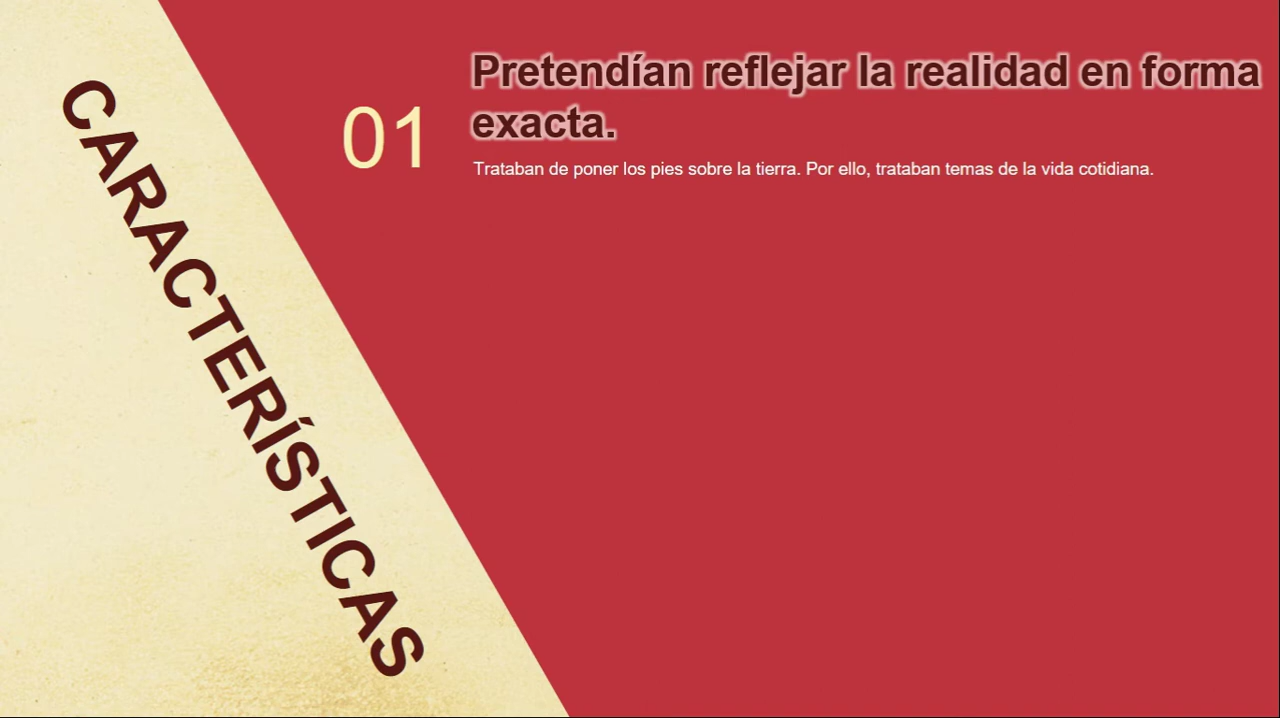 CARACTERÍSTICAS
01
Pretendían reflejar la realidad en forma
exacta.
Trataban de poner los pies sobre la tierra. Por ello, trataban temas de la vida cotidiana.